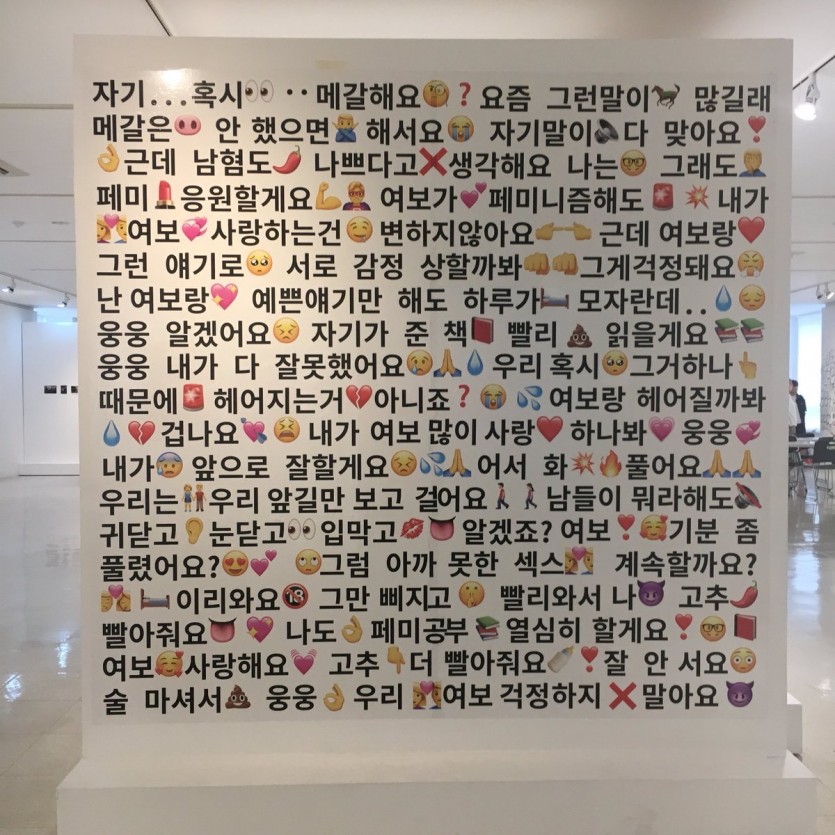 자기...혹시👀 ··메갈해요🤨❓요즘 그런말이🐎 많길래
메갈은🐽 안 했으면🙅‍♂️ 해서요😭 자기말이🔊다 맞아요❣️
👌근데 남혐도🌶️ 나쁘다고❌생각해요 나는🤓 그래도🤦‍♂️
페미💄응원할게요💪🦸 여보가💕페미니즘해도🚨💥 내가
💑여보💞사랑하는건🤤 변하지않아요👉👈 근데 여보랑❤️
그런 얘기로🥺 서로 감정 상할까봐👊👊그게걱정돼요😤
난 여보랑💖 예쁜얘기만 해도 하루가🛏️ 모자란데..💧😔
웅웅 알겠어요😣 자기가 준 책📕 빨리💩 읽을게요📚
웅웅 내가 다 잘못했어요😢🙏💧우리 혹시🥺그거하나👆
때문에🚨 헤어지는거💔아니죠❓😭💦여보랑 헤어질까봐
💧💔 겁나요💘😫 내가 여보 많이 사랑❤️ 하나봐💗 웅웅💞
내가😰 앞으로 잘할게요😣💦🙏어서 화💥🔥풀어요🙏🙏
우리는👫우리 앞길만 보고 걸어요🚶🚶 남들이 뭐라해도🔊
귀닫고👂눈닫고👀입막고💋👅알겠죠? 여보❣️🥰기분 좀
풀렸어요?😍💕 🙄그럼 아까 못한 섹스💏 계속할까요?
💏🛏️이리와요🔞 그만 삐지고🤫 빨리와서 나😈 고추🌶️
빨아줘요👅💖 나도👌페미공부📚열심히 할게요❣️🤓📕
여보🥰사랑해요💓 고추👇더 빨아줘요🍼❣️잘 안 서요😳
술 마셔서💩 웅웅👌우리💏여보 걱정하지❌말아요😈